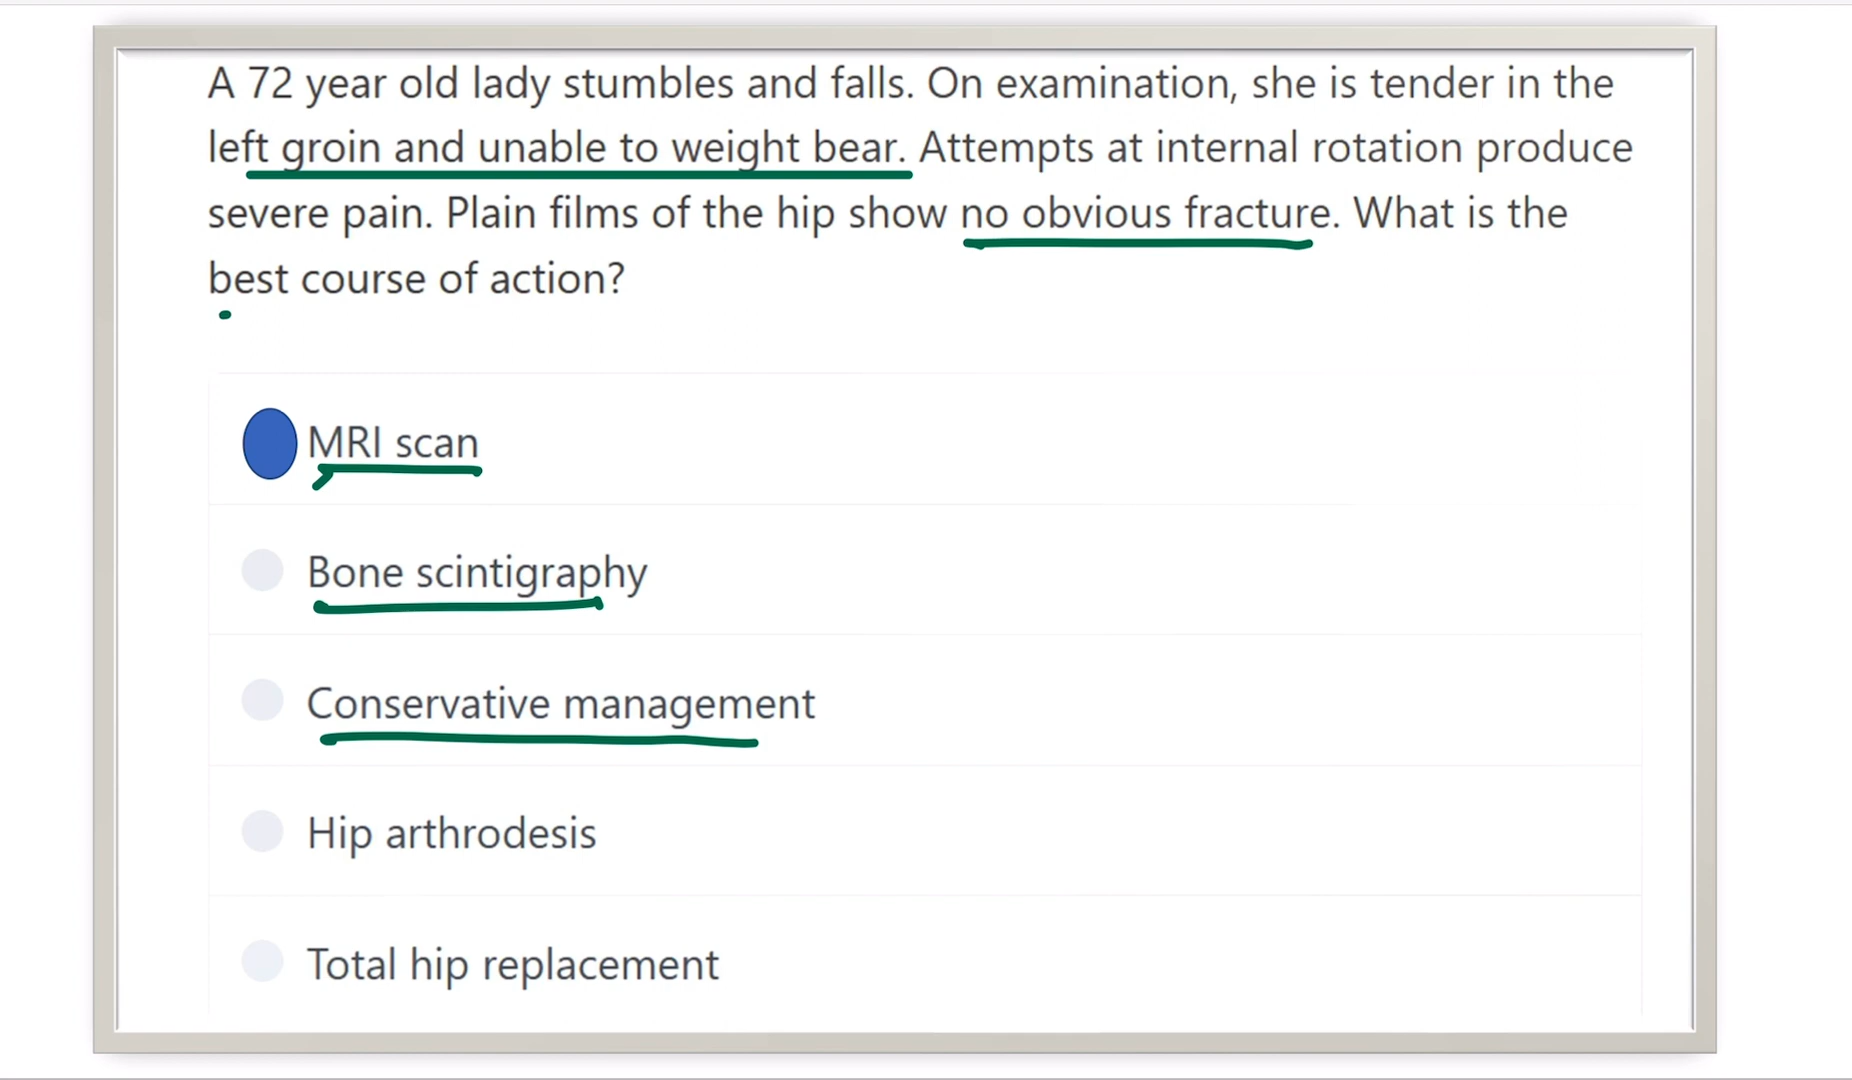 A 72 year old lady stumbles and falls. On examination, she is tender in the
left groin and unable to weight bear. Attempts at internal rotation produce
severe pain. Plain films of the hip show no obvious fracture. What is the
best course of action?
MRI scan
Bone scintigraphy
Conservative management
Hip arthrodesis
Total hip replacement